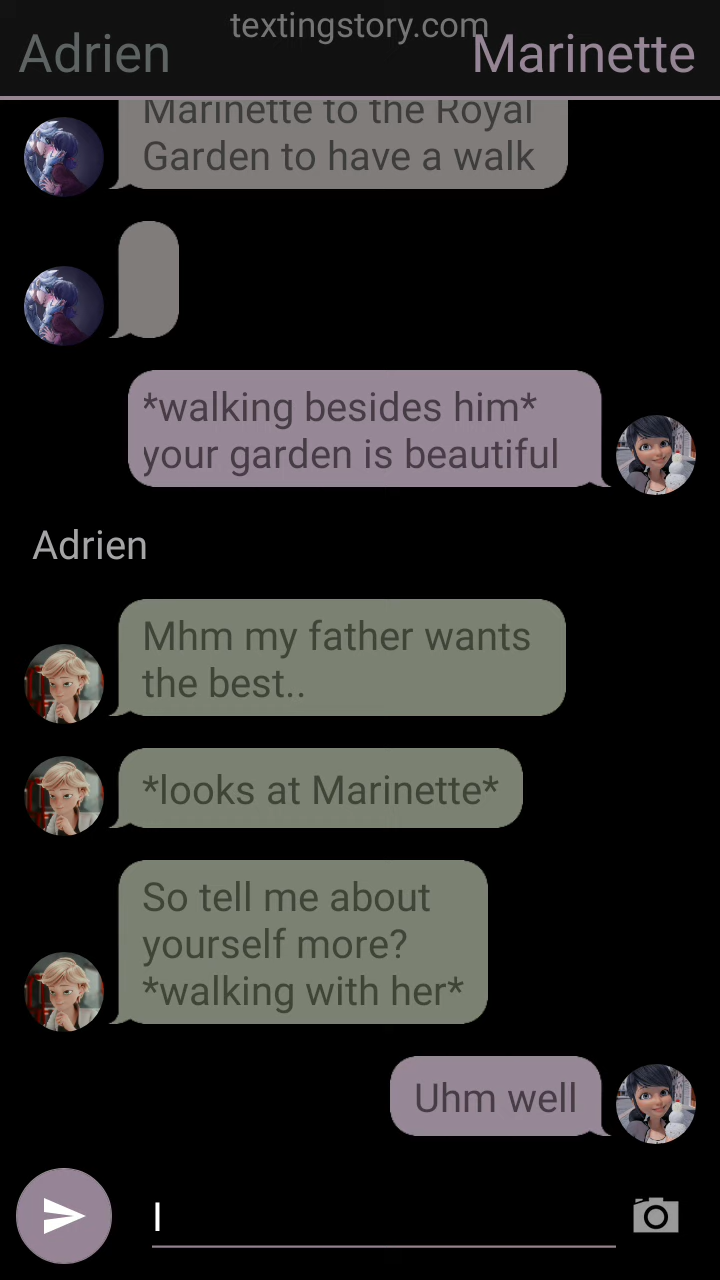 textingstory.com
Adrien
Marinette
Marinette to the Royal
Garden to have a walk
*walking besides him*
your garden is beautiful
Adrien
Mhm my father wants
the best..
*looks at Marinette*
So tell me about
yourself more?
*walking with her*
Uhm well